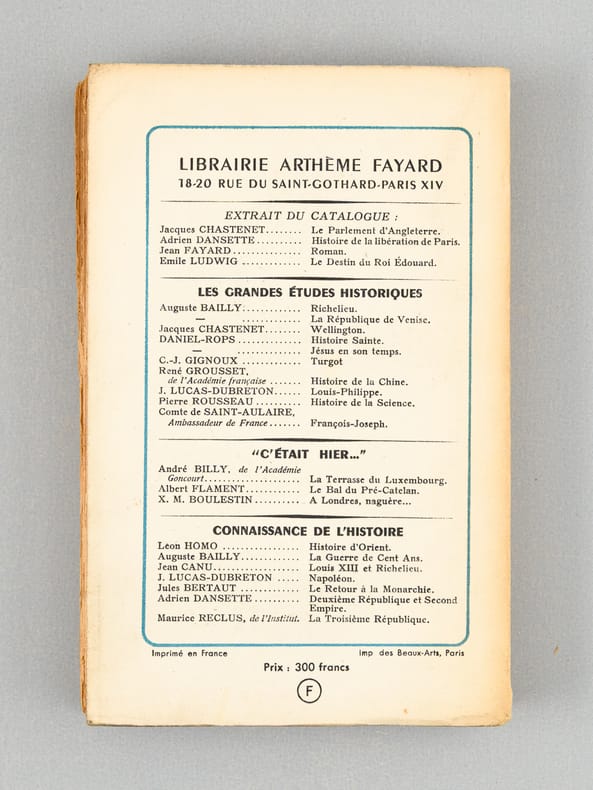 LIBRAIRIE ARTHÈME FAYARD
18-20 RUE DU SAINT-GOTHARD-PARIS XIV
EXTRAIT DU CATALOGUE :
Jacques CHASTENET........ Le Parlement d'Angleterre.
Adrien DANSETTE.......... Histoire de la libération de Paris.
Jean FAYARD............... Roman.
Emile LUDWIG ............. Le Destin du Roi Édouard.
LES GRANDES ÉTUDES HISTORIQUES
Auguste BAILLY:............ Richelieu.
— ............. La République de Venise.
Jacques CHASTENET........ Wellington.
DANIEL-ROPS ............. Histoire Sainte.
— ............. Jésus en son temps.
C.-J. GIGNOUX ............ Turgot
René GROUSSET,
de l'Académie française ....... Histoire de la Chine.
J. LUCAS-DUBRETON...... Louis-Philippe.
Pierre ROUSSEAU .......... Histoire de la Science.
Comte de SAINT-AULAIRE,
Ambassadeur de France....... François-Joseph.
"C'ÉTAIT HIER..."
André BILLY, de l'Académie
Goncourt...................... La Terrasse du Luxembourg.
Albert FLAMENT............ Le Bal du Pré-Catelan.
X. M. BOULESTIN.......... A Londres, naguère...
CONNAISSANCE DE L'HISTOIRE
Leon HOMO ................. Histoire d'Orient.
Auguste BAILLY............. La Guerre de Cent Ans.
Jean CANU................... Louis XIII et Richelieu.
J. LUCAS-DUBRETON ..... Napoléon.
Jules BERTAUT ............. Le Retour à la Monarchie.
Adrien DANSETTE.......... Deuxième République et Second
Empire.
Maurice RECLUS, de l'Institut. La Troisième République.
Imprimé en France Imp des Beaux-Arts, Paris
Prix : 300 francs
F